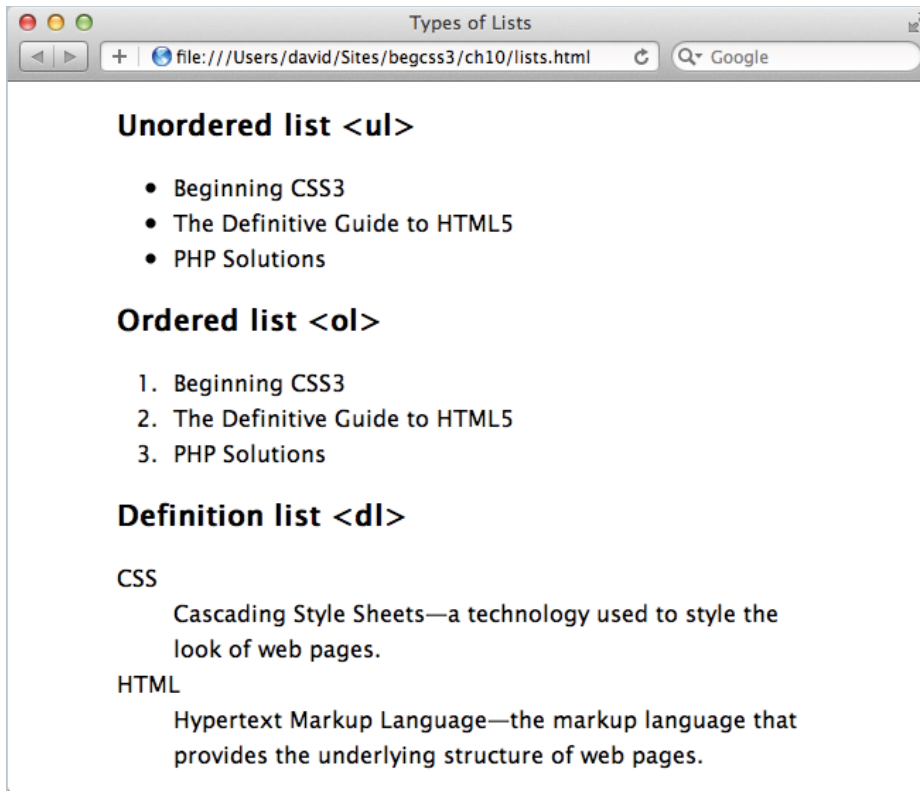 Types of Lists
file:///Users/david/Sites/begcss3/ch10/lists.html
Google
Unordered list <ul>
• Beginning CSS3
• The Definitive Guide to HTML5
• PHP Solutions
Ordered list <ol>
1. Beginning CSS3
2. The Definitive Guide to HTML5
3. PHP Solutions
Definition list <dl>
CSS
Cascading Style Sheets—a technology used to style the
look of web pages.
HTML
Hypertext Markup Language—the markup language that
provides the underlying structure of web pages.